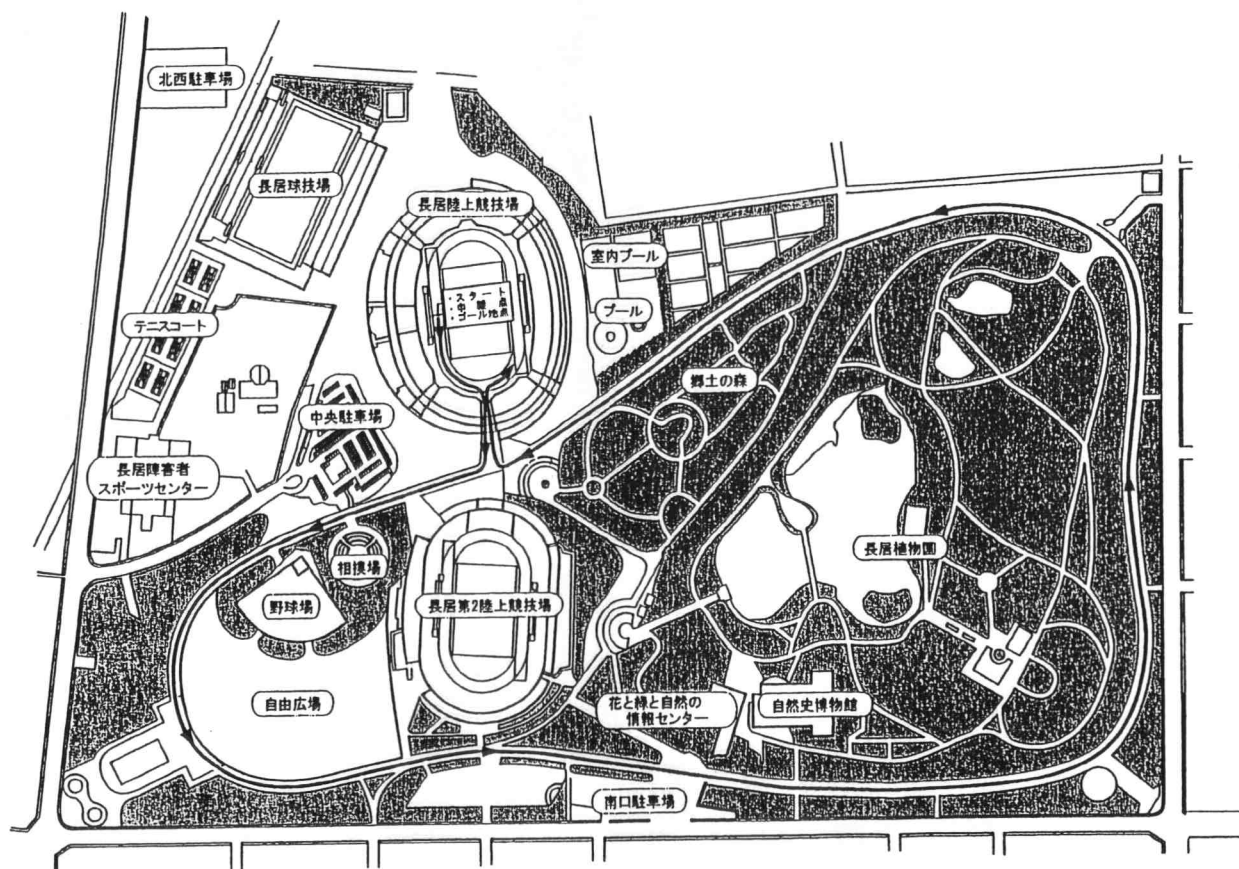 北西駐車場
長居球技場
長居陸上競技場
室内プール
・スタート
・中間点
・ゴール地点
プール
テニスコート
郷土の森
中央駐車場
長居障害者
スポーツセンター
長居植物園
相撲場
野球場
長居第2陸上競技場
自由広場
花と緑と自然の
情報センター
自然史博物館
南口駐車場